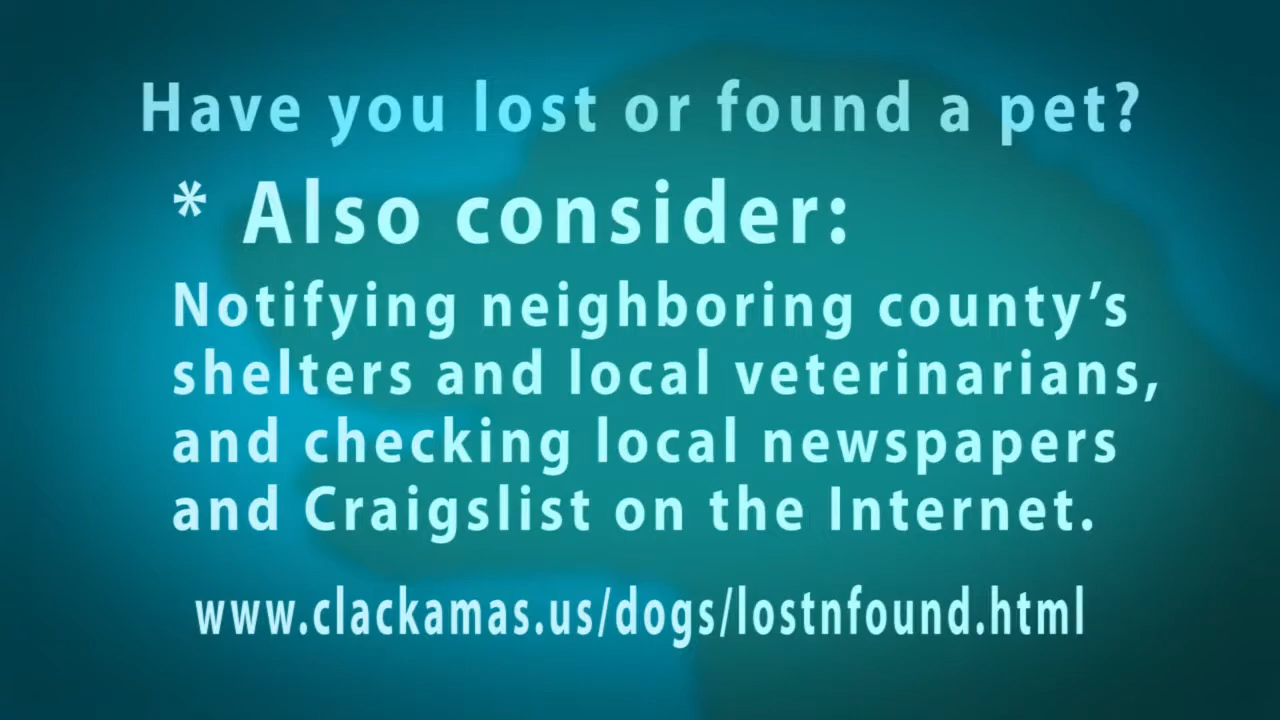 Have you lost or found a pet?
* Also consider:
Notifying neighboring county’s
shelters and local veterinarians,
and checking local newspapers
and Craigslist on the Internet.
www.clackamas.us/dogs/lostnfound.html